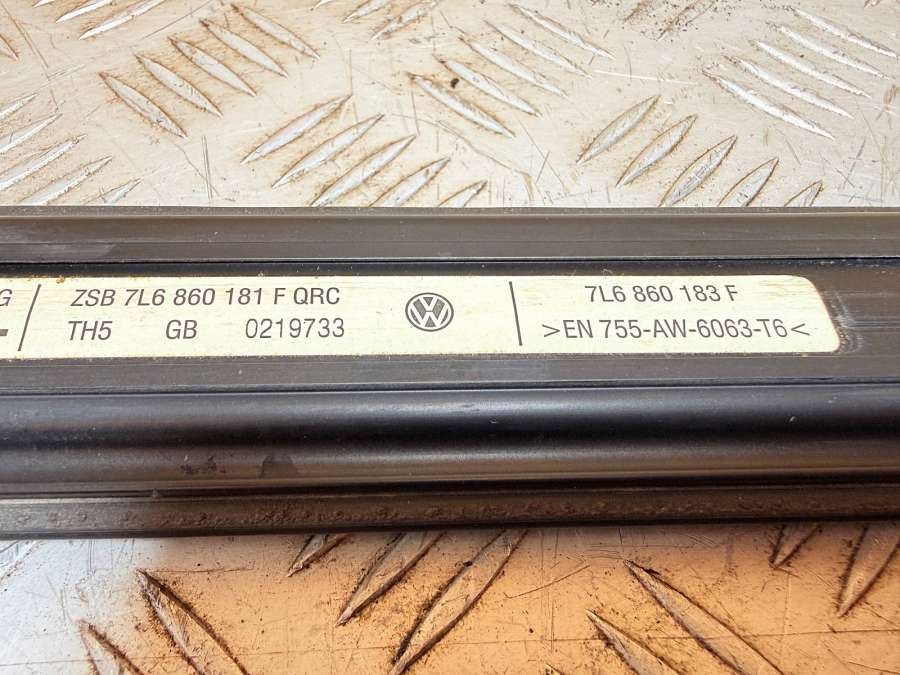 G | ZSB 7L6 860 181 F QRC | 7L6 860 183 F
TH5 GB 0219733 | >EN 755-AW-6063-T6<